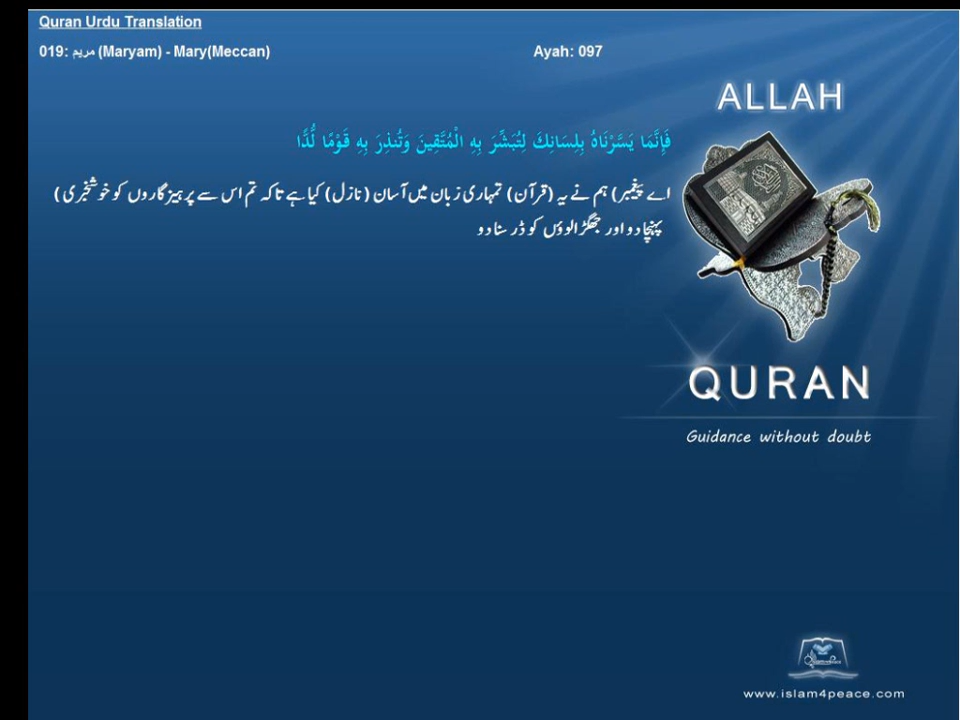 Quran Urdu Translation
019: مريم (Maryam) - Mary(Meccan) Ayah: 097
ALLAH
فَإِنَّمَا يَسَّرْنَاهُ بِلِسَانِكَ لِتُبَشِّرَ بِهِ الْمُتَّقِينَ وَتُنذِرَ بِهِ قَوْمًا لُّدًّا
اے پیغمبر) ہم نے یہ (قرآن) تمہاری زبان میں آسان (نازل) کیا ہے تاکہ تم اس سے پرہیزگاروں کو خوشخبری )
پہنچا دو اور جھگڑالوؤں کو ڈر سنا دو
QURAN
Guidance without doubt
www.islam4peace.com